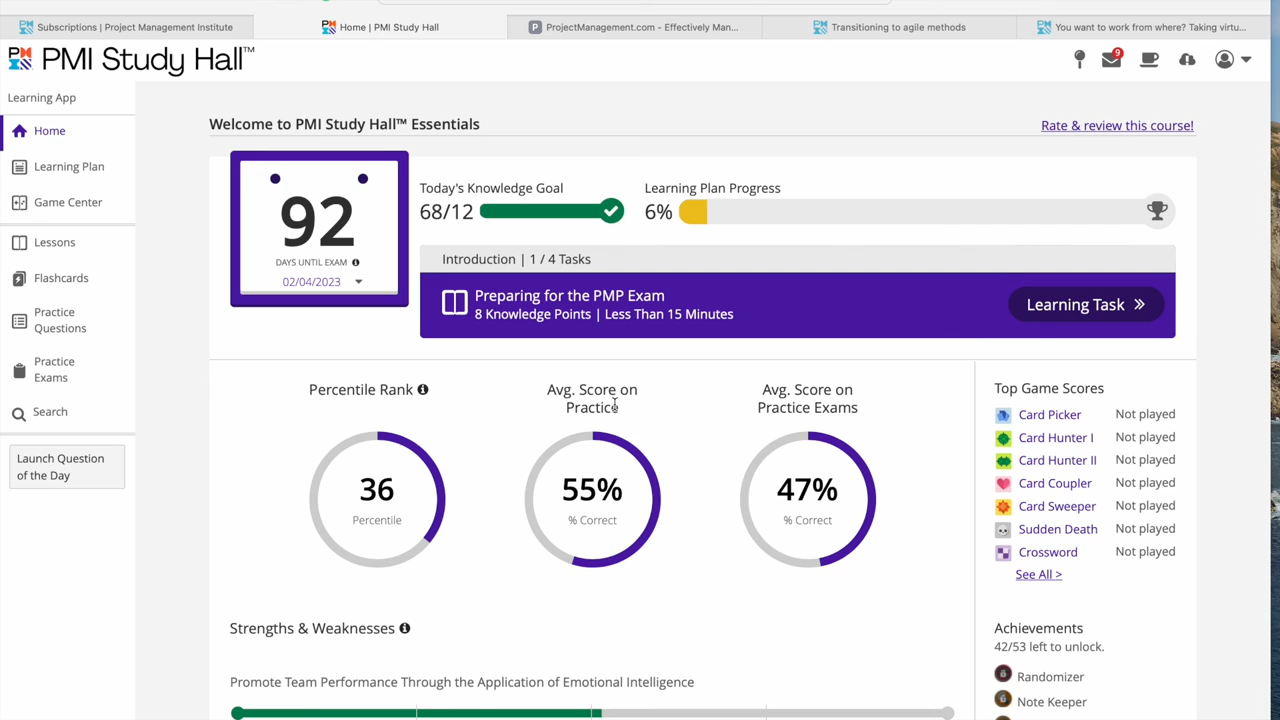 Subscriptions | Project Management Institute
Home | PMI Study Hall
P ProjectManagement.com - Effectively Man...
Transitioning to agile methods
You want to work from where? Taking virtu...
PMI Study Hall™
9
Learning App
Home
Learning Plan
Game Center
Lessons
Flashcards
Practice
Questions
Practice
Exams
Search
Launch Question
of the Day
Welcome to PMI Study Hall™ Essentials
Rate & review this course!
92
DAYS UNTIL EXAM
02/04/2023
Today's Knowledge Goal
68/12
Learning Plan Progress
6%
Introduction | 1 / 4 Tasks
Preparing for the PMP Exam
8 Knowledge Points | Less Than 15 Minutes
Learning Task »
Percentile Rank
36
Percentile
Avg. Score on
Practice
55%
% Correct
Avg. Score on
Practice Exams
47%
% Correct
Top Game Scores
Card Picker Not played
Card Hunter I Not played
Card Hunter II Not played
Card Coupler Not played
Card Sweeper Not played
Sudden Death Not played
Crossword Not played
See All >
Strengths & Weaknesses
Promote Team Performance Through the Application of Emotional Intelligence
Achievements
42/53 left to unlock.
Randomizer
Note Keeper